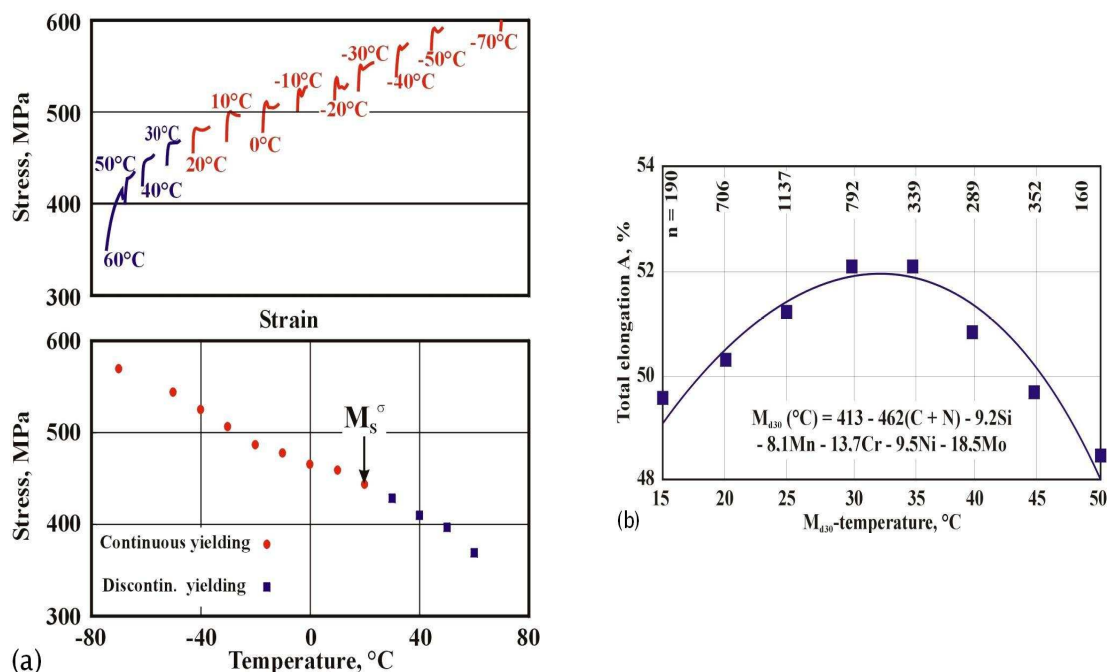 600
500
400
300
Stress, MPa
60°C
50°C
40°C
30°C
20°C
10°C
0°C
-10°C
-20°C
-30°C
-40°C
-50°C
-70°C
Strain
600
500
400
300
Stress, MPa
Mₛσ
Continuous yielding
Discontin. yielding
-80 -40 0 40 80
Temperature, °C
(a)
54
52
50
48
Total elongation A, %
n = 190
706
1137
792
339
289
352
160
M_d30 (°C) = 413 - 462(C + N) - 9.2Si
- 8.1Mn - 13.7Cr - 9.5Ni - 18.5Mo
15 20 25 30 35 40 45 50
M_d30-temperature, °C
(b)